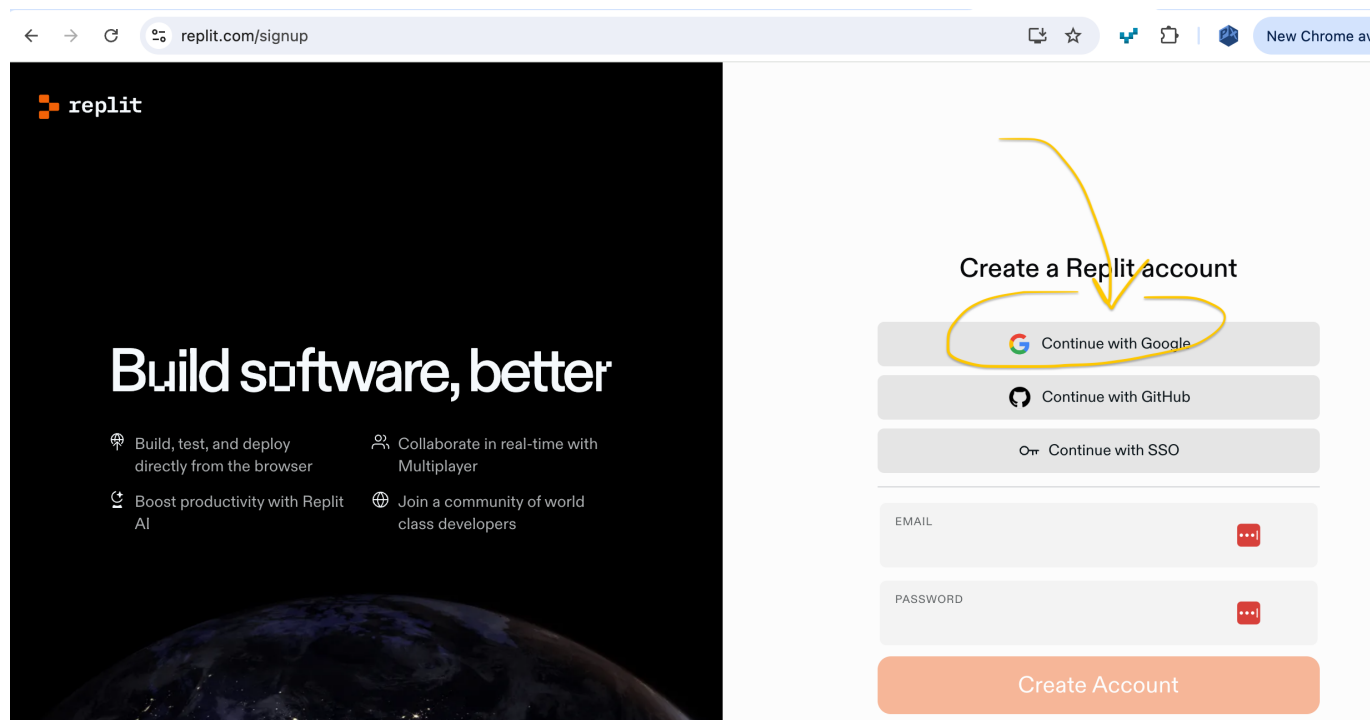 replit.com/signup
New Chrome av
replit
Build software, better
Build, test, and deploy
directly from the browser
Collaborate in real-time with
Multiplayer
Boost productivity with Replit
AI
Join a community of world
class developers
Create a Replit account
Continue with Google
Continue with GitHub
Continue with SSO
EMAIL
PASSWORD
Create Account